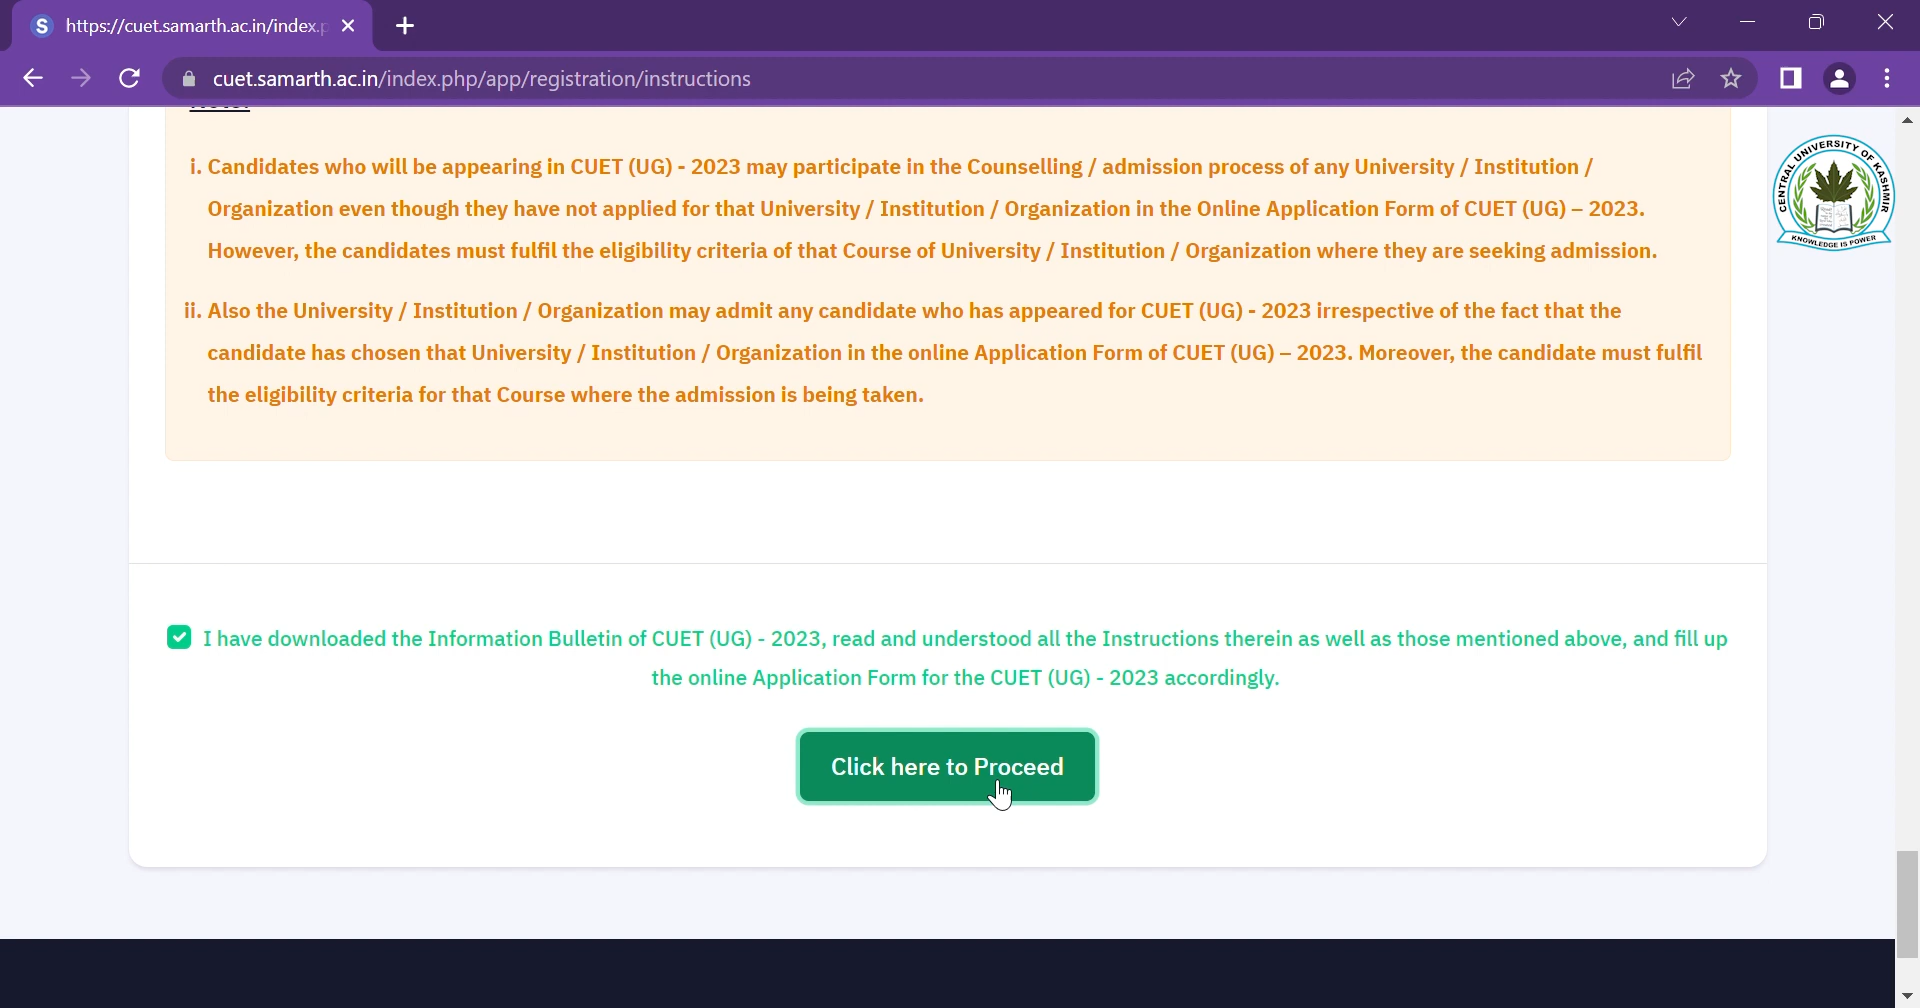 https://cuet.samarth.ac.in/index.p
cuet.samarth.ac.in/index.php/app/registration/instructions
i. Candidates who will be appearing in CUET (UG) - 2023 may participate in the Counselling / admission process of any University / Institution /
Organization even though they have not applied for that University / Institution / Organization in the Online Application Form of CUET (UG) – 2023.
However, the candidates must fulfil the eligibility criteria of that Course of University / Institution / Organization where they are seeking admission.
ii. Also the University / Institution / Organization may admit any candidate who has appeared for CUET (UG) - 2023 irrespective of the fact that the
candidate has chosen that University / Institution / Organization in the online Application Form of CUET (UG) – 2023. Moreover, the candidate must fulfil
the eligibility criteria for that Course where the admission is being taken.
CENTRAL UNIVERSITY OF KASHMIR
KNOWLEDGE IS POWER
I have downloaded the Information Bulletin of CUET (UG) - 2023, read and understood all the Instructions therein as well as those mentioned above, and fill up
the online Application Form for the CUET (UG) - 2023 accordingly.
Click here to Proceed